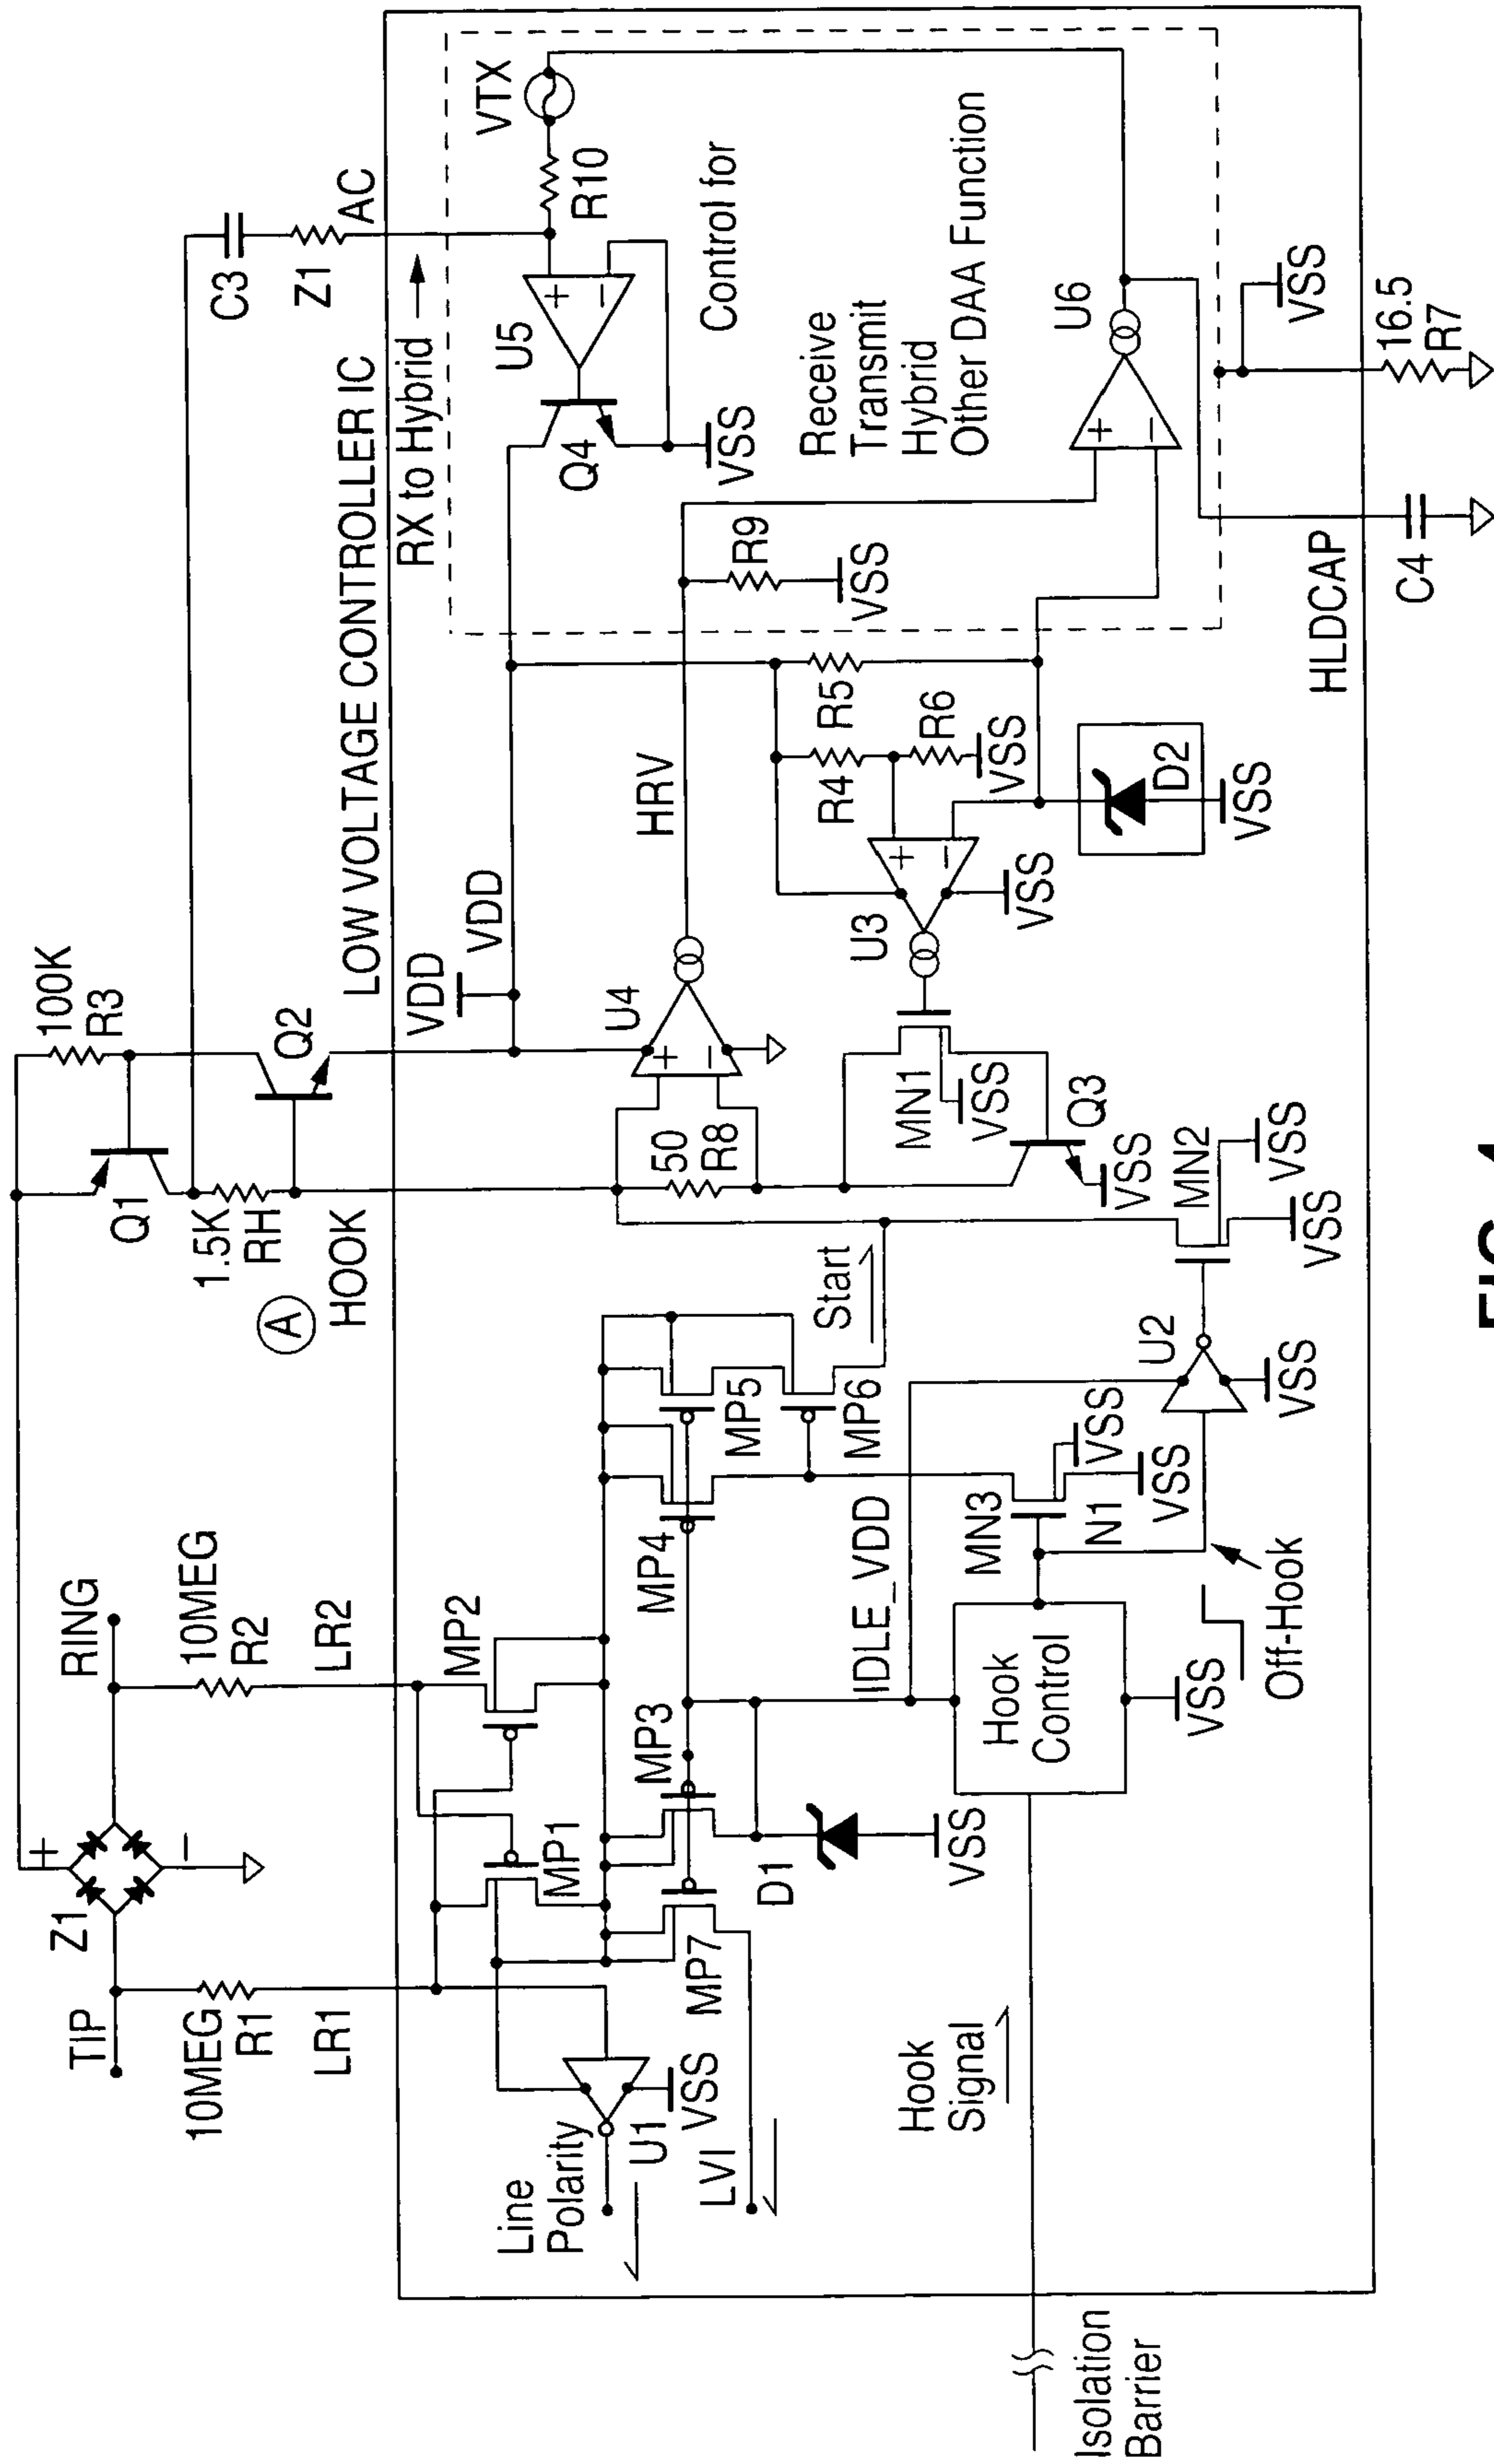 TIP
Z1
+
−
RING
10MEG
R1
LR1
10MEG
R2
LR2
Q1
1.5K
RH
A
HOOK
100K
R3
Q2
C3
Z1
AC
LOW VOLTAGE CONTROLLER IC
VDD
VDD
RX to Hybrid
VTX
R10
U5
+
−
Q4
VSS
Control for
Receive
Transmit
Hybrid
Other DAA Function
U6
+
−
R9
VSS
HRV
U4
+
−
50
R8
R5
R4
R6
VSS
U3
+
−
VSS
D2
VSS
MN1
VSS
Q3
VSS
MN2
VSS
VSS
Start
MP1
MP2
MP3
MP4
MP5
MP6
MP7
Line
Polarity
U1
VSS
LVI
D1
VSS
IDLE_VDD
MN3
N1
VSS
VSS
U2
VSS
Hook
Control
VSS
Off-Hook
Hook
Signal
Isolation
Barrier
HLDCAP
C4
VSS
16.5
R7